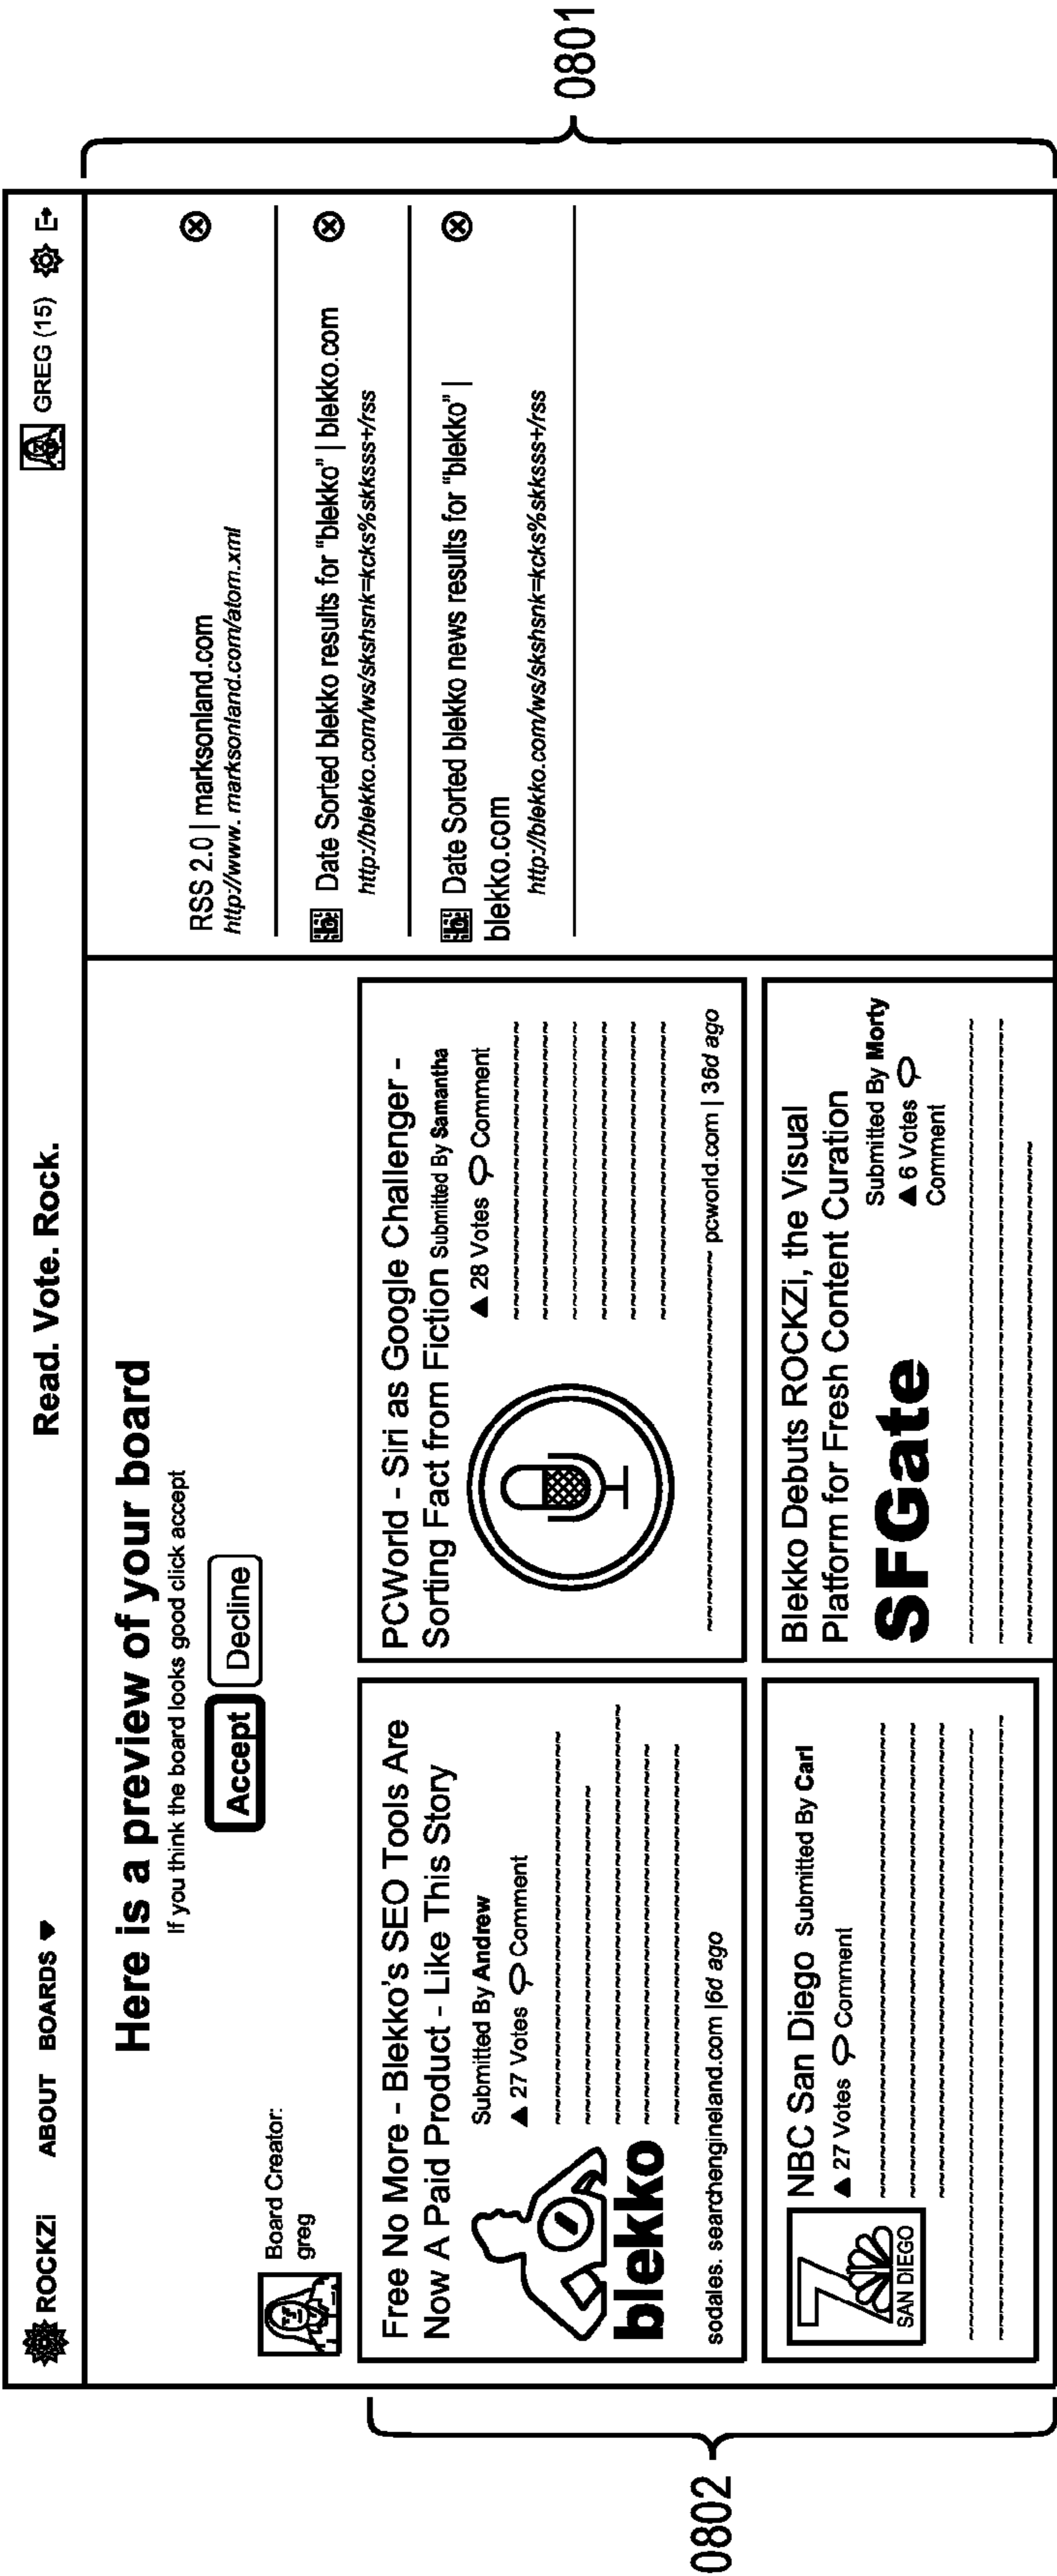 ROCKZi ABOUT BOARDS
Read. Vote. Rock.
GREG (15)
Here is a preview of your board
If you think the board looks good click accept
Accept Decline
Board Creator:
greg
Free No More - Blekko's SEO Tools Are
Now A Paid Product - Like This Story
Submitted By Andrew
27 Votes Comment
blekko
sodales. searchengineland.com |6d ago
PCWorld - Siri as Google Challenger -
Sorting Fact from Fiction Submitted By Samantha
28 Votes Comment
pcworld.com | 36d ago
NBC San Diego Submitted By Carl
27 Votes Comment
7
SAN DIEGO
Blekko Debuts ROCKZi, the Visual
Platform for Fresh Content Curation
SFGate
Submitted By Morty
6 Votes
Comment
RSS 2.0 | marksonland.com
http://www. marksonland.com/atom.xml
b Date Sorted blekko results for "blekko" | blekko.com
http://blekko.com/ws/skshsnk=kcks%skksss+/rss
b Date Sorted blekko news results for "blekko" |
blekko.com
http://blekko.com/ws/skshsnk=kcks%skksss+/rss
0801
0802